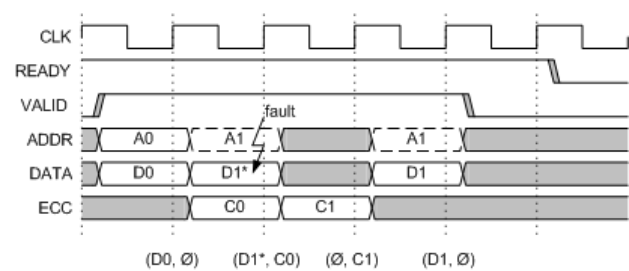 CLK
READY
VALID
fault
ADDR A0 A1 A1
DATA D0 D1* D1
ECC C0 C1
(D0, Ø) (D1*, C0) (Ø, C1) (D1, Ø)